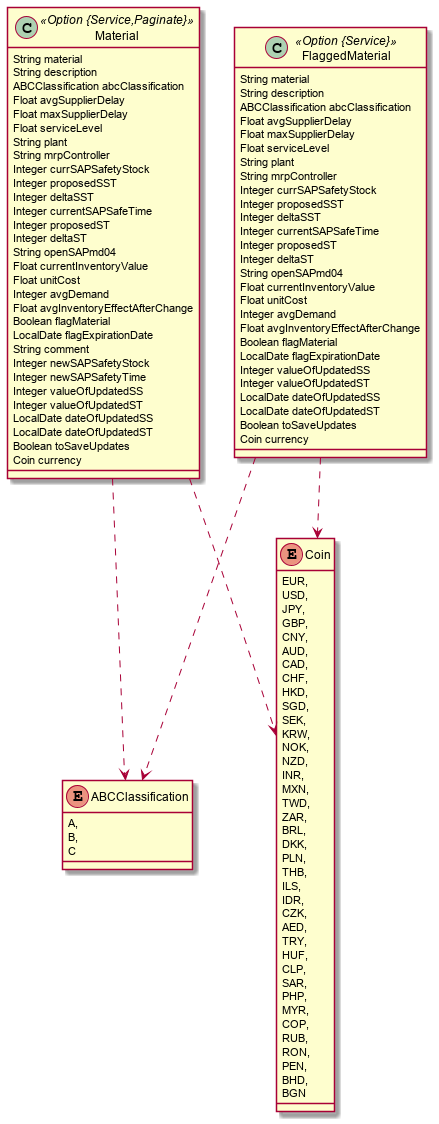 C «Option {Service,Paginate}»
Material
String material
String description
ABCClassification abcClassification
Float avgSupplierDelay
Float maxSupplierDelay
Float serviceLevel
String plant
String mrpController
Integer currSAPSafetyStock
Integer proposedSST
Integer deltaSST
Integer currentSAPSafeTime
Integer proposedST
Integer deltaST
String openSAPmd04
Float currentInventoryValue
Float unitCost
Integer avgDemand
Float avgInventoryEffectAfterChange
Boolean flagMaterial
LocalDate flagExpirationDate
String comment
Integer newSAPSafetyStock
Integer newSAPSafetyTime
Integer valueOfUpdatedSS
Integer valueOfUpdatedST
LocalDate dateOfUpdatedSS
LocalDate dateOfUpdatedST
Boolean toSaveUpdates
Coin currency
C «Option {Service}»
FlaggedMaterial
String material
String description
ABCClassification abcClassification
Float avgSupplierDelay
Float maxSupplierDelay
Float serviceLevel
String plant
String mrpController
Integer currSAPSafetyStock
Integer proposedSST
Integer deltaSST
Integer currentSAPSafeTime
Integer proposedST
Integer deltaST
String openSAPmd04
Float currentInventoryValue
Float unitCost
Integer avgDemand
Float avgInventoryEffectAfterChange
Boolean flagMaterial
LocalDate flagExpirationDate
Integer valueOfUpdatedSS
Integer valueOfUpdatedST
LocalDate dateOfUpdatedSS
LocalDate dateOfUpdatedST
Boolean toSaveUpdates
Coin currency
E ABCClassification
A,
B,
C
E Coin
EUR,
USD,
JPY,
GBP,
CNY,
AUD,
CAD,
CHF,
HKD,
SGD,
SEK,
KRW,
NOK,
NZD,
INR,
MXN,
TWD,
ZAR,
BRL,
DKK,
PLN,
THB,
ILS,
IDR,
CZK,
AED,
TRY,
HUF,
CLP,
SAR,
PHP,
MYR,
COP,
RUB,
RON,
PEN,
BHD,
BGN